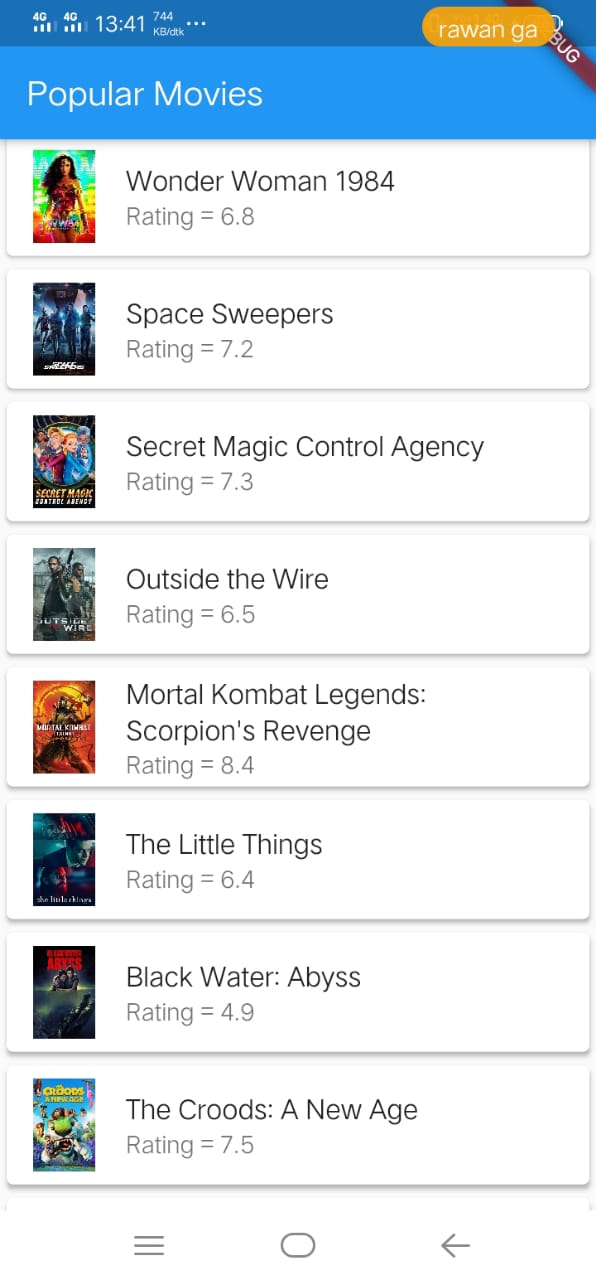 4G 4G 13:41 744 KB/dtk ...
rawan ga
BUG
Popular Movies
Wonder Woman 1984
Rating = 6.8
SPACE SWEEPERS
Space Sweepers
Rating = 7.2
SECRET MAGIC
CONTROL AGENCY
Secret Magic Control Agency
Rating = 7.3
OUTSIDE
WIRE
Outside the Wire
Rating = 6.5
MORTAL KOMBAT
Mortal Kombat Legends:
Scorpion's Revenge
Rating = 8.4
the little things
The Little Things
Rating = 6.4
BLACK WATER
ABYSS
Black Water: Abyss
Rating = 4.9
CROODS
A NEW AGE
The Croods: A New Age
Rating = 7.5